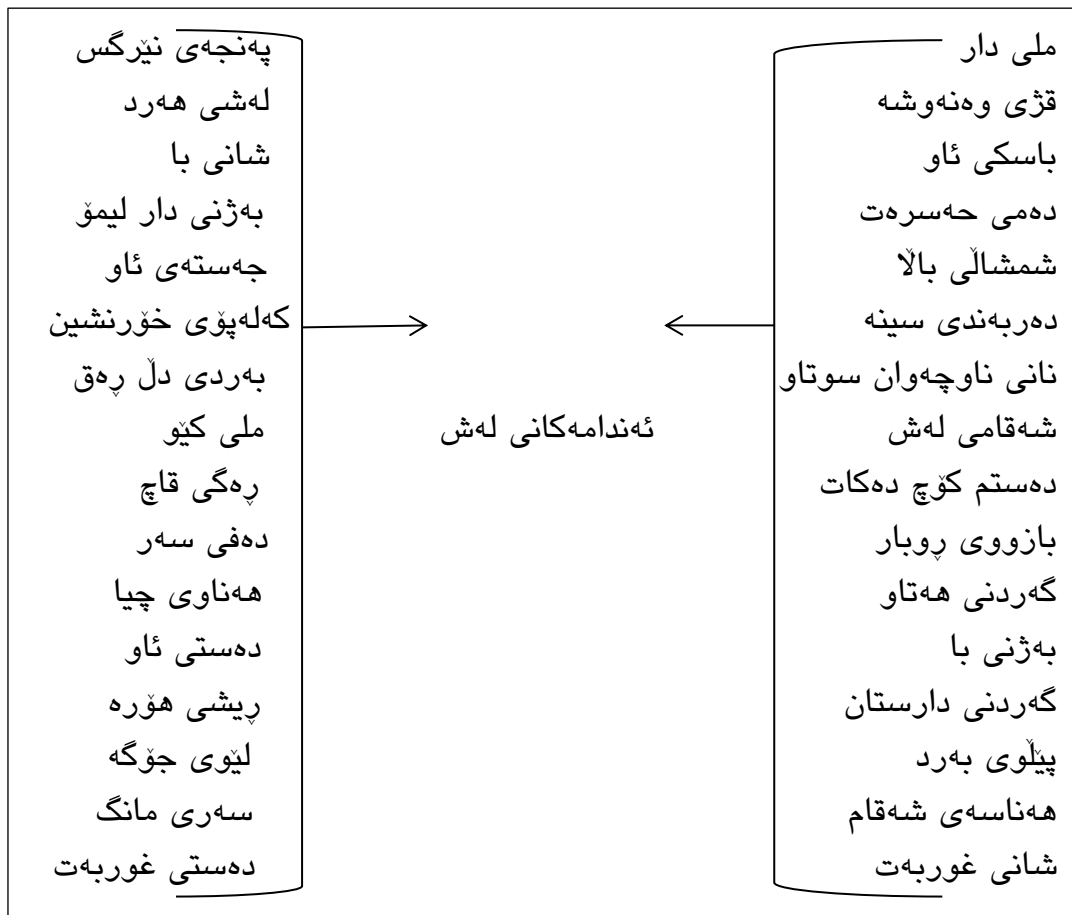 ملی دار
قژی وەنەوشە
باسکی ئاو
دەمی حەسرەت
شمشاڵی باڵا
دەربەندی سینە
نانی ناوچەوان سوتاو
شەقامی لەش
دەستم کۆچ دەکات
بازووی ڕوبار
گەردنی هەتاو
بەژنی با
گەردنی دارستان
پێڵوی بەرد
هەناسەی شەقام
شانی غوربەت
ئەندامەکانی لەش
پەنجەی نێرگس
لەشی هەرد
شانی با
بەژنی دار لیمۆ
جەستەی ئاو
کەلەپۆی خۆرنشین
بەردی دڵ ڕەق
ملی کێو
ڕەگی قاچ
دەفی سەر
هەناوی چیا
دەستی ئاو
ڕیشی هۆرە
لێوی جۆگە
سەری مانگ
دەستی غوربەت